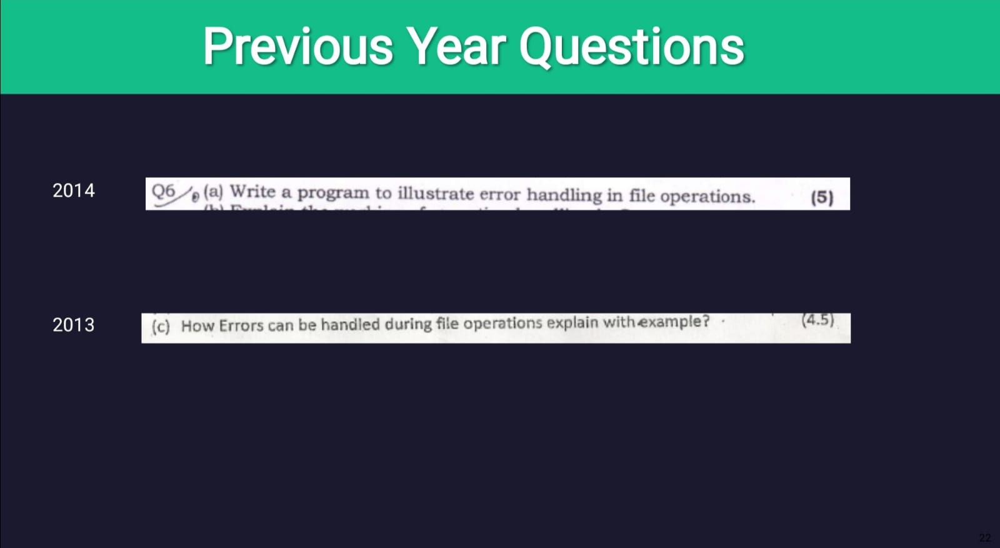 Previous Year Questions
2014
Q6 (a) Write a program to illustrate error handling in file operations. (5)
2013
(c) How Errors can be handled during file operations explain with example? (4.5)
22